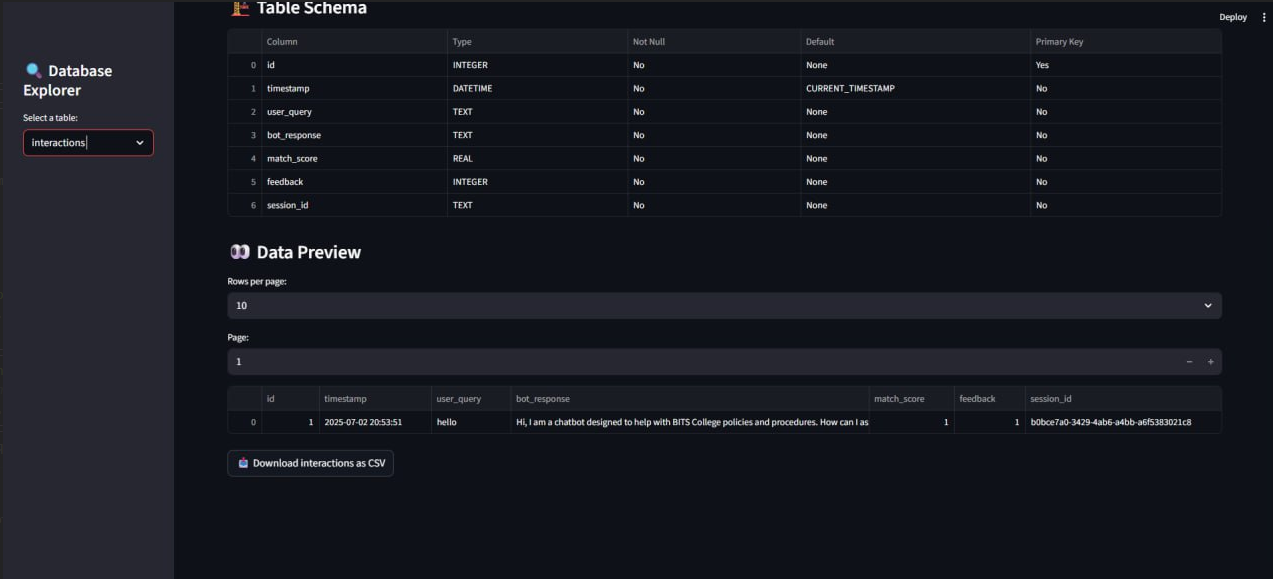 Table Schema
Deploy
Database
Explorer
Select a table:
interactions
Column Type Not Null Default Primary Key
0 id INTEGER No None Yes
1 timestamp DATETIME No CURRENT_TIMESTAMP No
2 user_query TEXT No None No
3 bot_response TEXT No None No
4 match_score REAL No None No
5 feedback INTEGER No None No
6 session_id TEXT No None No
Data Preview
Rows per page:
10
Page:
1 − +
id timestamp user_query bot_response match_score feedback session_id
0 1 2025-07-02 20:53:51 hello Hi, I am a chatbot designed to help with BITS College policies and procedures. How can I as 1 1 b0bce7a0-3429-4ab6-a4bb-a6f5383021c8
Download interactions as CSV